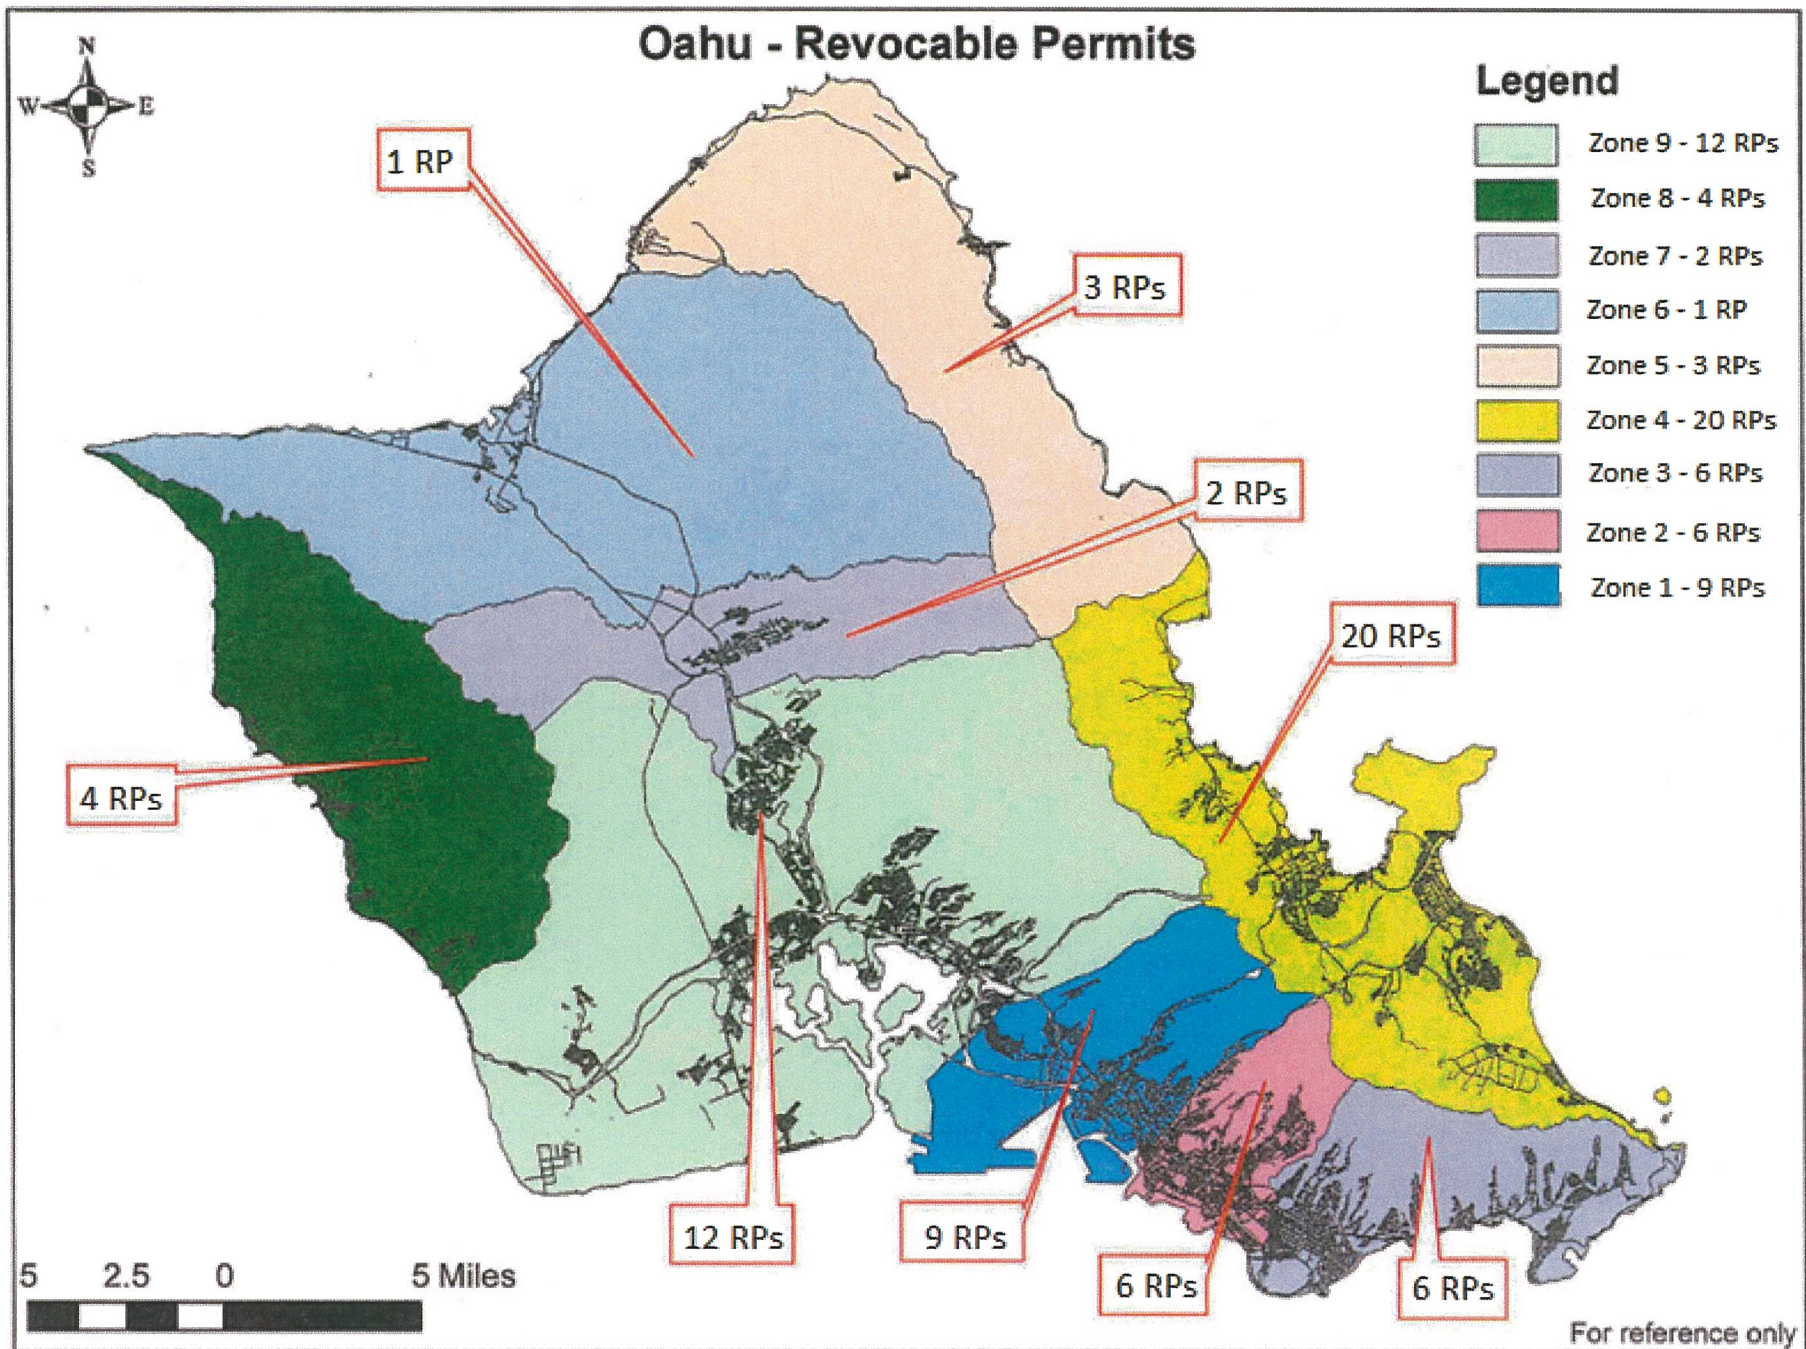 Oahu - Revocable Permits
N
W E
S
Legend
Zone 9 - 12 RPs
Zone 8 - 4 RPs
Zone 7 - 2 RPs
Zone 6 - 1 RP
Zone 5 - 3 RPs
Zone 4 - 20 RPs
Zone 3 - 6 RPs
Zone 2 - 6 RPs
Zone 1 - 9 RPs
1 RP
3 RPs
2 RPs
20 RPs
4 RPs
12 RPs
9 RPs
6 RPs
6 RPs
5 2.5 0 5 Miles
For reference only